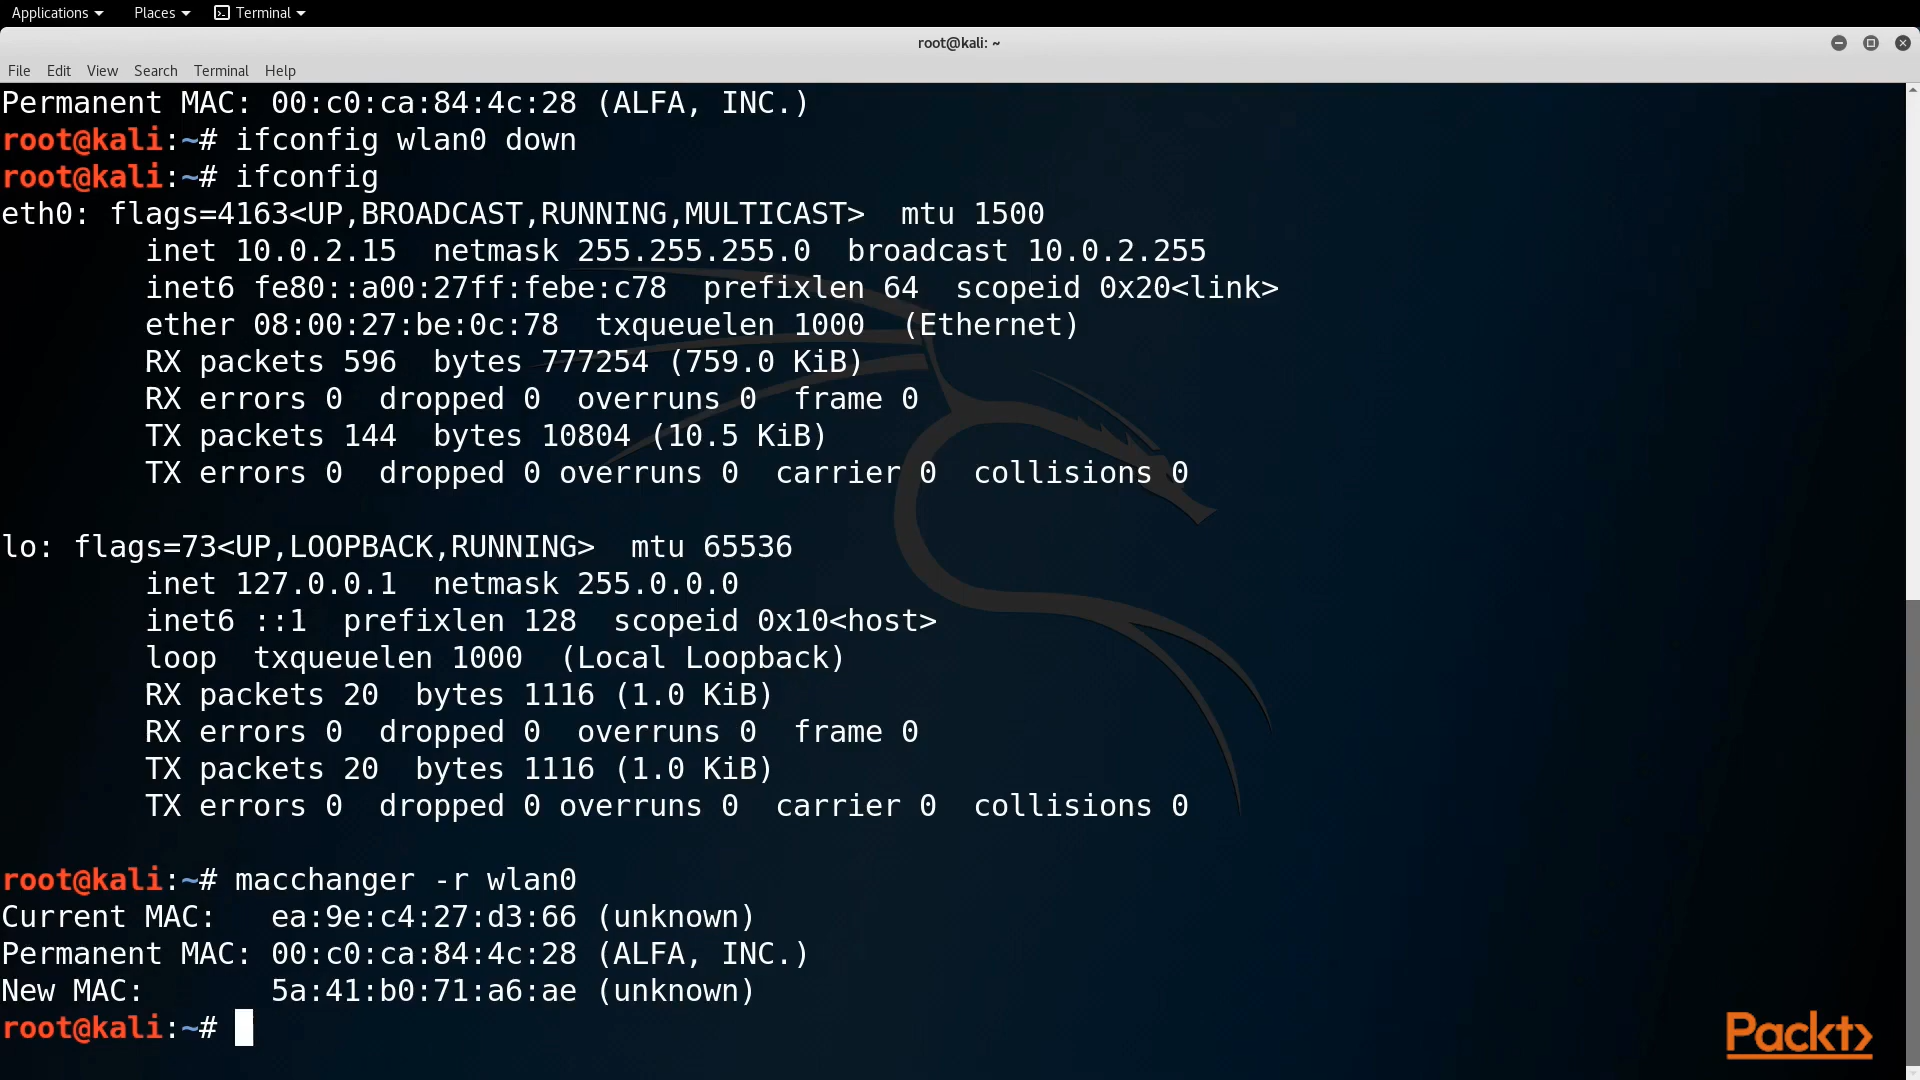 Applications Places Terminal
root@kali: ~
File Edit View Search Terminal Help
Permanent MAC: 00:c0:ca:84:4c:28 (ALFA, INC.)
root@kali:~# ifconfig wlan0 down
root@kali:~# ifconfig
eth0: flags=4163<UP,BROADCAST,RUNNING,MULTICAST>  mtu 1500
        inet 10.0.2.15  netmask 255.255.255.0  broadcast 10.0.2.255
        inet6 fe80::a00:27ff:febe:c78  prefixlen 64  scopeid 0x20<link>
        ether 08:00:27:be:0c:78  txqueuelen 1000  (Ethernet)
        RX packets 596  bytes 777254 (759.0 KiB)
        RX errors 0  dropped 0  overruns 0  frame 0
        TX packets 144  bytes 10804 (10.5 KiB)
        TX errors 0  dropped 0 overruns 0  carrier 0  collisions 0
lo: flags=73<UP,LOOPBACK,RUNNING>  mtu 65536
        inet 127.0.0.1  netmask 255.0.0.0
        inet6 ::1  prefixlen 128  scopeid 0x10<host>
        loop  txqueuelen 1000  (Local Loopback)
        RX packets 20  bytes 1116 (1.0 KiB)
        RX errors 0  dropped 0  overruns 0  frame 0
        TX packets 20  bytes 1116 (1.0 KiB)
        TX errors 0  dropped 0 overruns 0  carrier 0  collisions 0
root@kali:~# macchanger -r wlan0
Current MAC:   ea:9e:c4:27:d3:66 (unknown)
Permanent MAC: 00:c0:ca:84:4c:28 (ALFA, INC.)
New MAC:       5a:41:b0:71:a6:ae (unknown)
root@kali:~#
Packt>